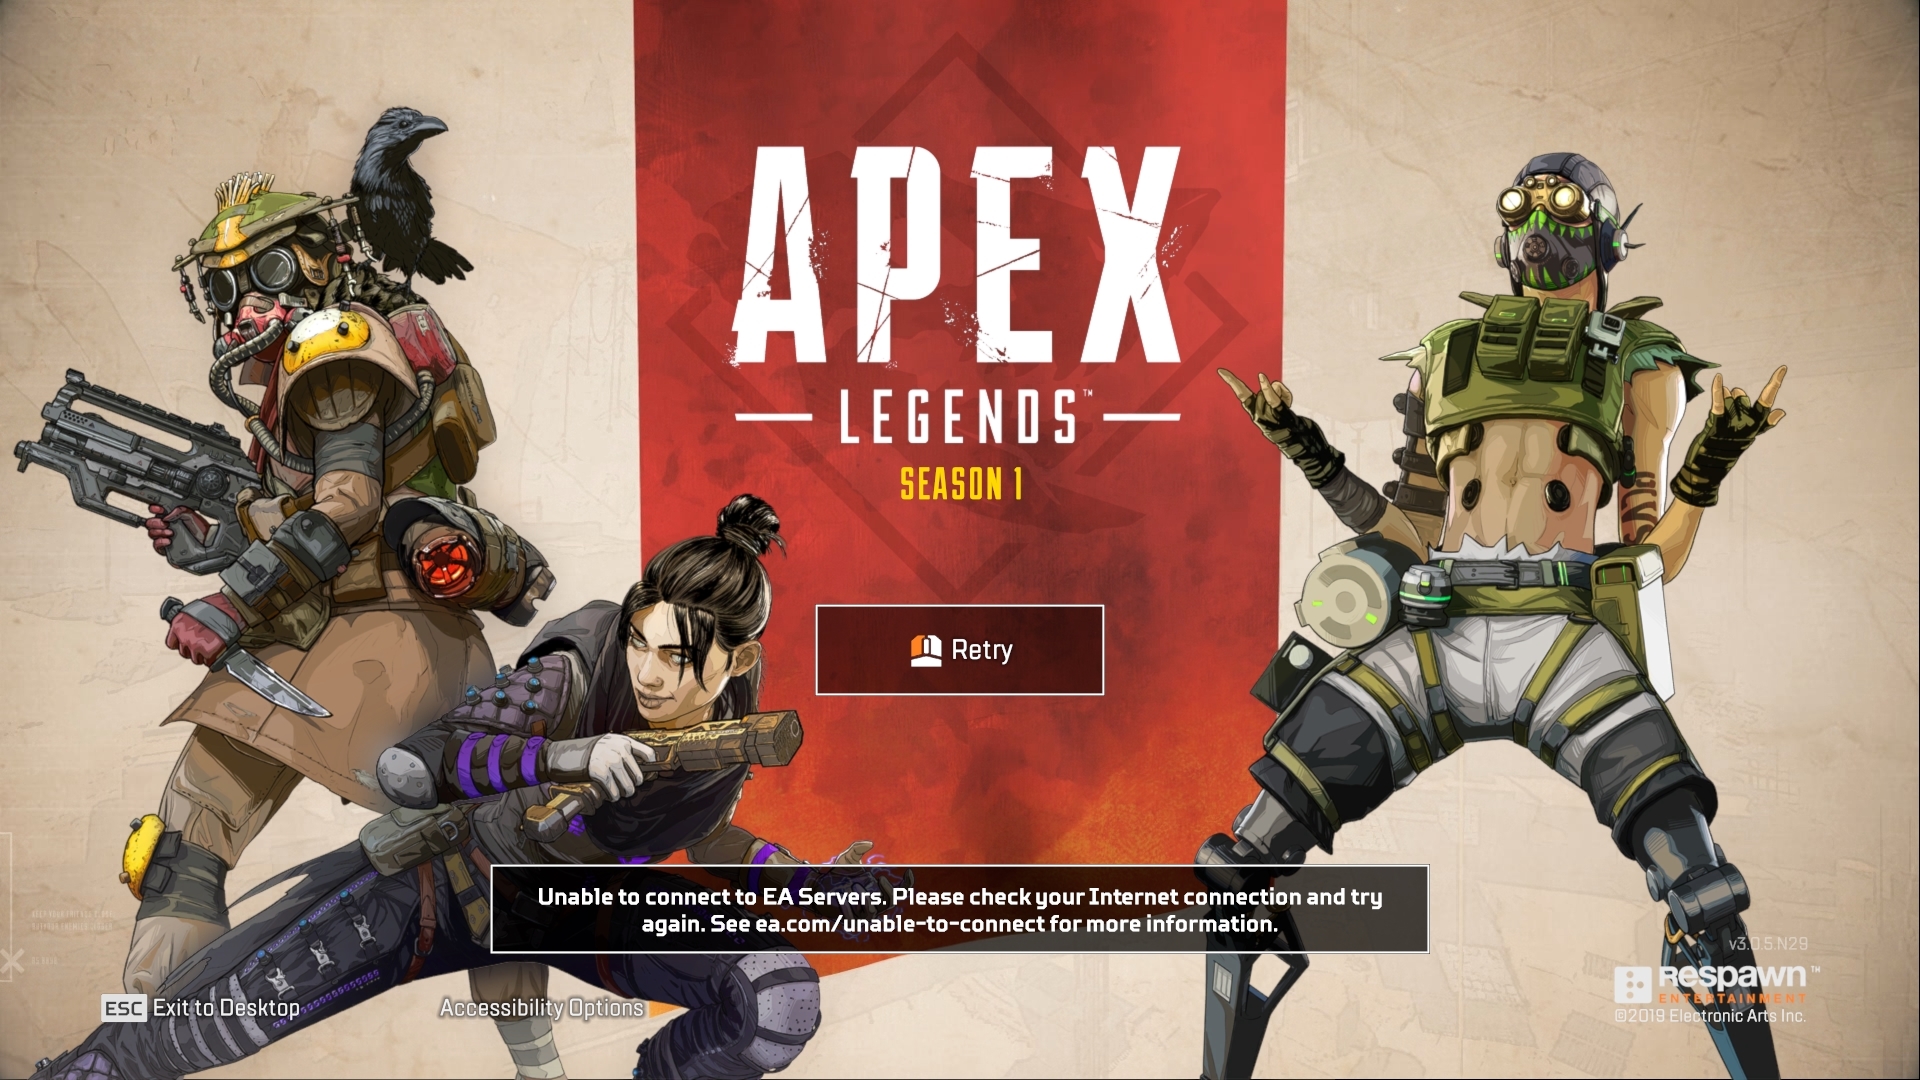 APEX
LEGENDS™
SEASON 1
Retry
Unable to connect to EA Servers. Please check your Internet connection and try
again. See ea.com/unable-to-connect for more information.
v3.0.5.N29
Respawn™
ENTERTAINMENT
©2019 Electronic Arts Inc.
ESC Exit to Desktop
Accessibility Options